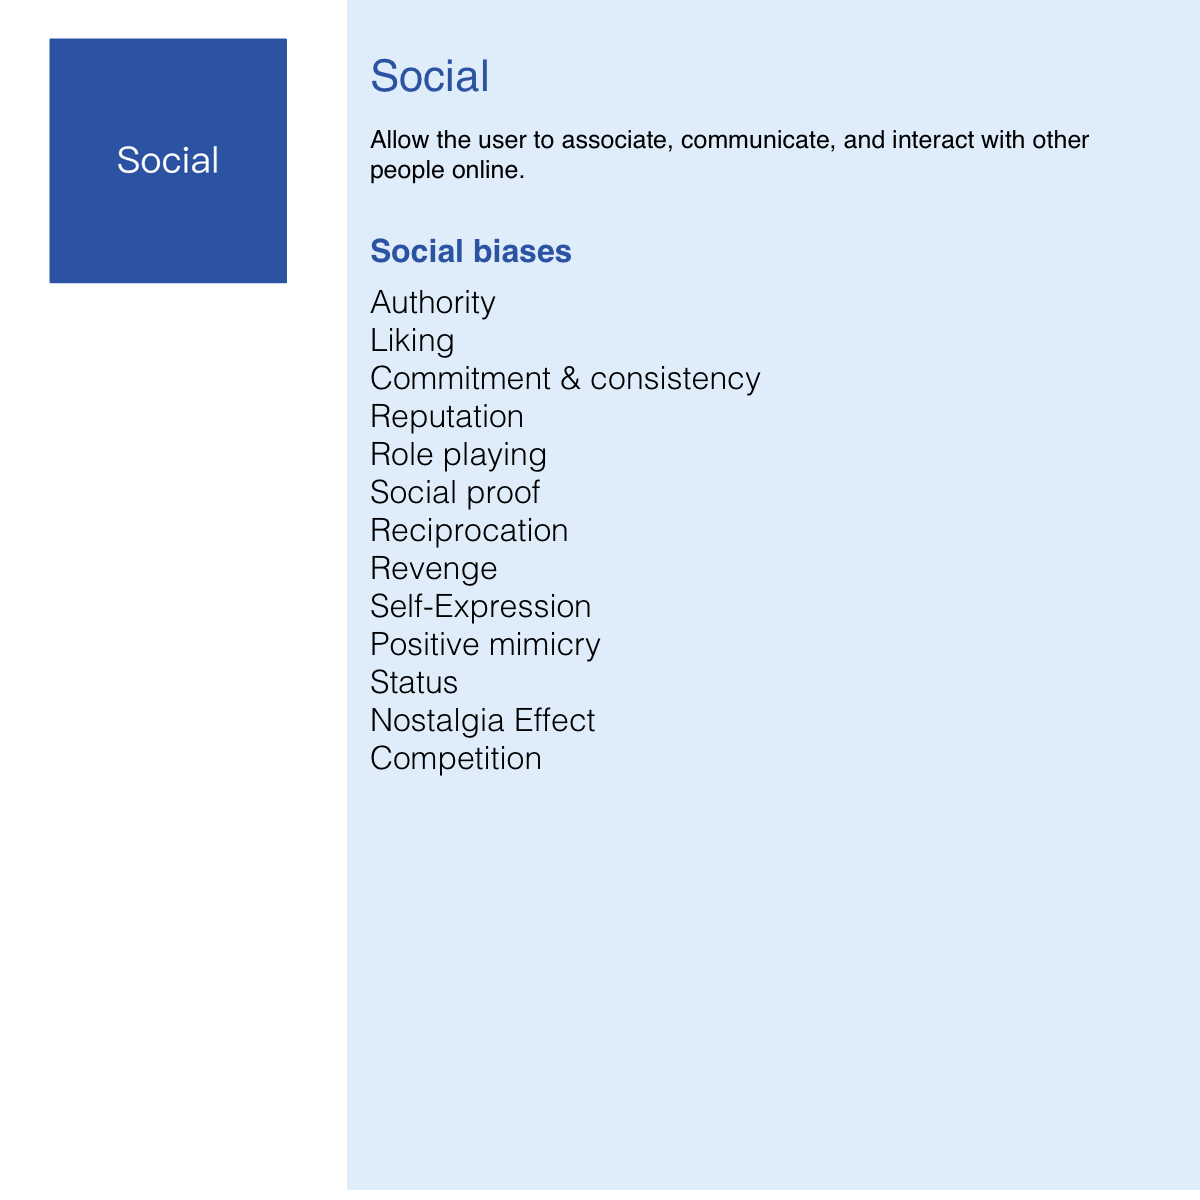 Social
Social
Allow the user to associate, communicate, and interact with other
people online.
Social biases
Authority
Liking
Commitment & consistency
Reputation
Role playing
Social proof
Reciprocation
Revenge
Self-Expression
Positive mimicry
Status
Nostalgia Effect
Competition